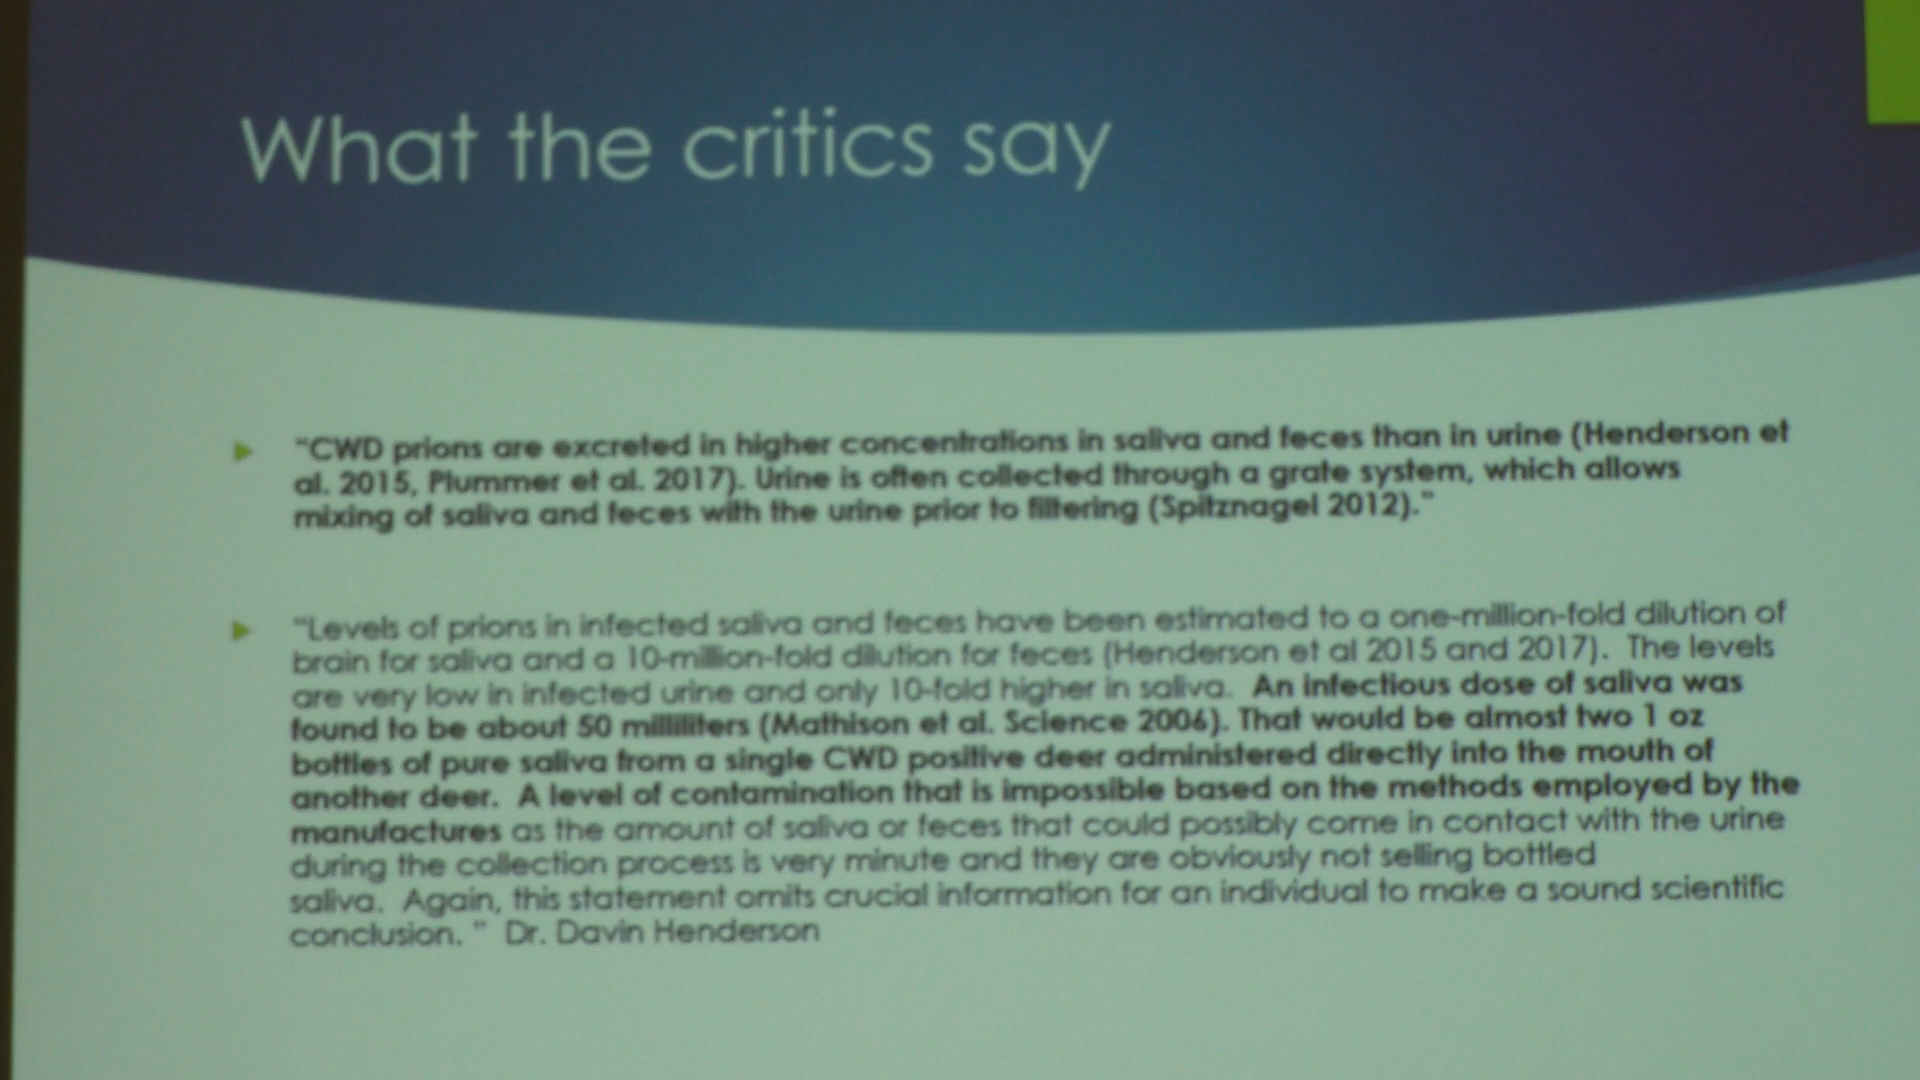 What the critics say
"CWD prions are excreted in higher concentrations in saliva and feces than in urine (Henderson et
al. 2015, Plummer et al. 2017). Urine is often collected through a grate system, which allows
mixing of saliva and feces with the urine prior to filtering (Spitznagel 2012)."
"Levels of prions in infected saliva and feces have been estimated to a one-million-fold dilution of
brain for saliva and a 10-million-fold dilution for feces (Henderson et al 2015 and 2017). The levels
are very low in infected urine and only 10-fold higher in saliva. An infectious dose of saliva was
found to be about 50 milliliters (Mathison et al. Science 2006). That would be almost two 1 oz
bottles of pure saliva from a single CWD positive deer administered directly into the mouth of
another deer. A level of contamination that is impossible based on the methods employed by the
manufactures as the amount of saliva or feces that could possibly come in contact with the urine
during the collection process is very minute and they are obviously not selling bottled
saliva. Again, this statement omits crucial information for an individual to make a sound scientific
conclusion. " Dr. Davin Henderson